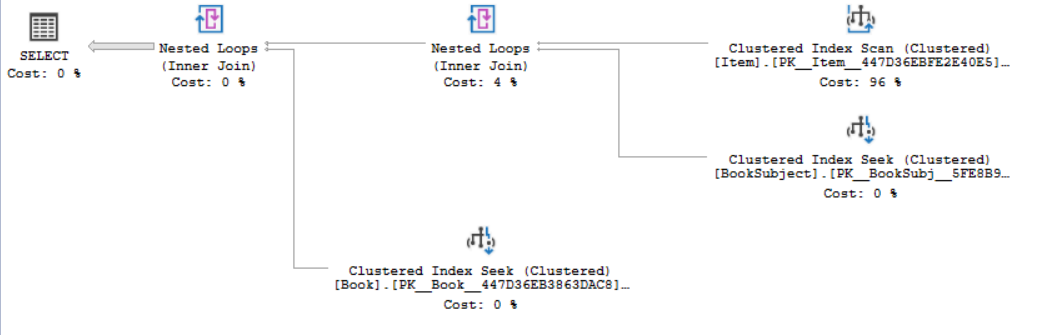 SELECT
Cost: 0 %
Nested Loops
(Inner Join)
Cost: 0 %
Nested Loops
(Inner Join)
Cost: 4 %
Clustered Index Scan (Clustered)
[Item].[PK__Item__447D36EBFE2E40E5]…
Cost: 96 %
Clustered Index Seek (Clustered)
[BookSubject].[PK__BookSubj__5FE8B9…
Cost: 0 %
Clustered Index Seek (Clustered)
[Book].[PK__Book__447D36EB3863DAC8]…
Cost: 0 %